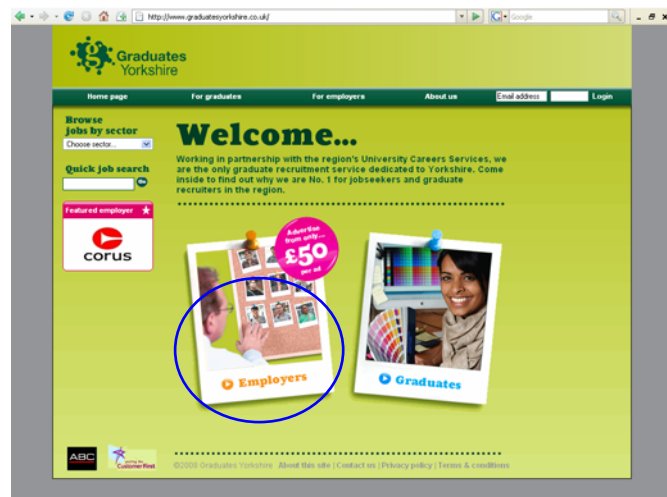 http://www.graduatesyorkshire.co.uk/
Google
Graduates
Yorkshire
Home page
For graduates
For employers
About us
Email address
Login
Browse
jobs by sector
Choose sector...
Quick job search
Go
Featured employer
corus
Welcome...
Working in partnership with the region's University Careers Services, we
are the only graduate recruitment service dedicated to Yorkshire. Come
inside to find out why we are No. 1 for jobseekers and graduate
recruiters in the region.
Advertise
from only...
£50
per ad
Employers
Graduates
ABC
Customer First
©2008 Graduates Yorkshire About this site | Contact us | Privacy policy | Terms & conditions